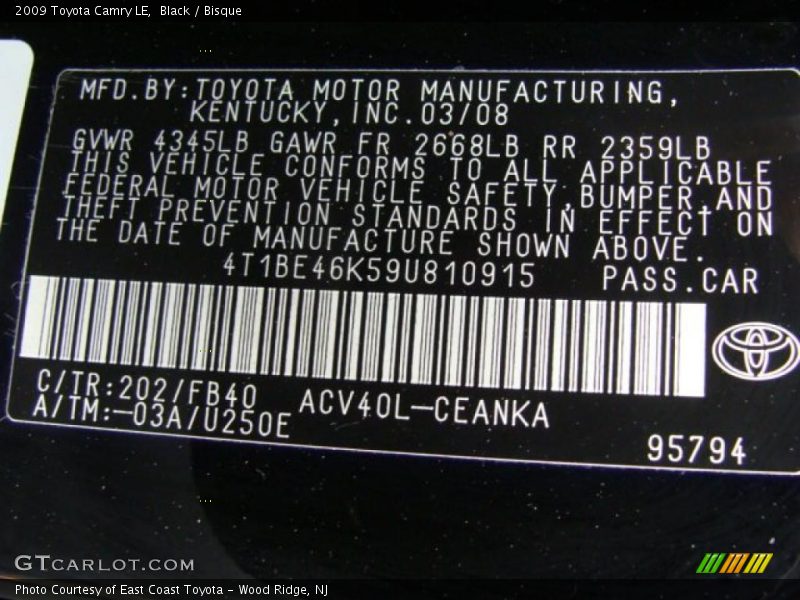 2009 Toyota Camry LE,  Black / Bisque
MFD.BY:TOYOTA MOTOR MANUFACTURING,
KENTUCKY,INC.03/08
GVWR 4345LB GAWR FR 2668LB RR 2359LB
THIS VEHICLE CONFORMS TO ALL APPLICABLE
FEDERAL MOTOR VEHICLE SAFETY,BUMPER,AND
THEFT PREVENTION STANDARDS IN EFFECT ON
THE DATE OF MANUFACTURE SHOWN ABOVE.
4T1BE46K59U810915 PASS.CAR
C/TR:202/FB40 ACV40L-CEANKA
A/TM:-03A/U250E
95794
GTCARLOT.COM
Photo Courtesy of East Coast Toyota - Wood Ridge, NJ